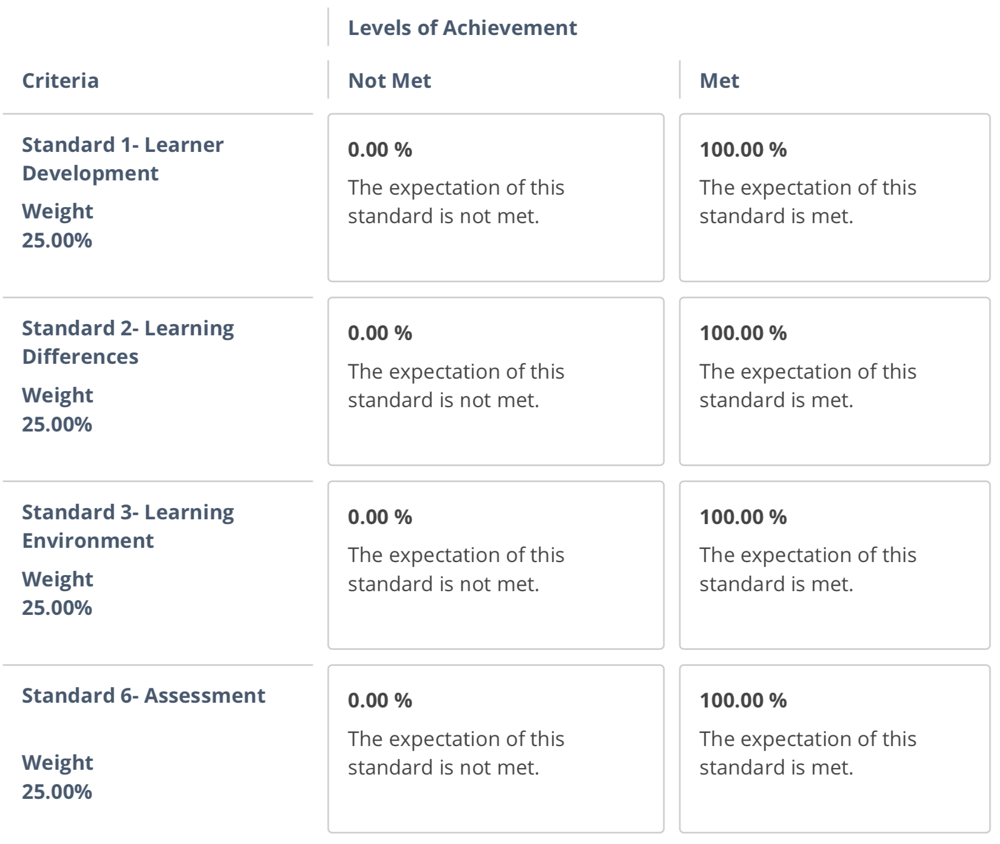 Levels of Achievement
Criteria
Not Met
Met
Standard 1- Learner
Development
Weight
25.00%
0.00 %
The expectation of this
standard is not met.
100.00 %
The expectation of this
standard is met.
Standard 2- Learning
Differences
Weight
25.00%
0.00 %
The expectation of this
standard is not met.
100.00 %
The expectation of this
standard is met.
Standard 3- Learning
Environment
Weight
25.00%
0.00 %
The expectation of this
standard is not met.
100.00 %
The expectation of this
standard is met.
Standard 6- Assessment
Weight
25.00%
0.00 %
The expectation of this
standard is not met.
100.00 %
The expectation of this
standard is met.